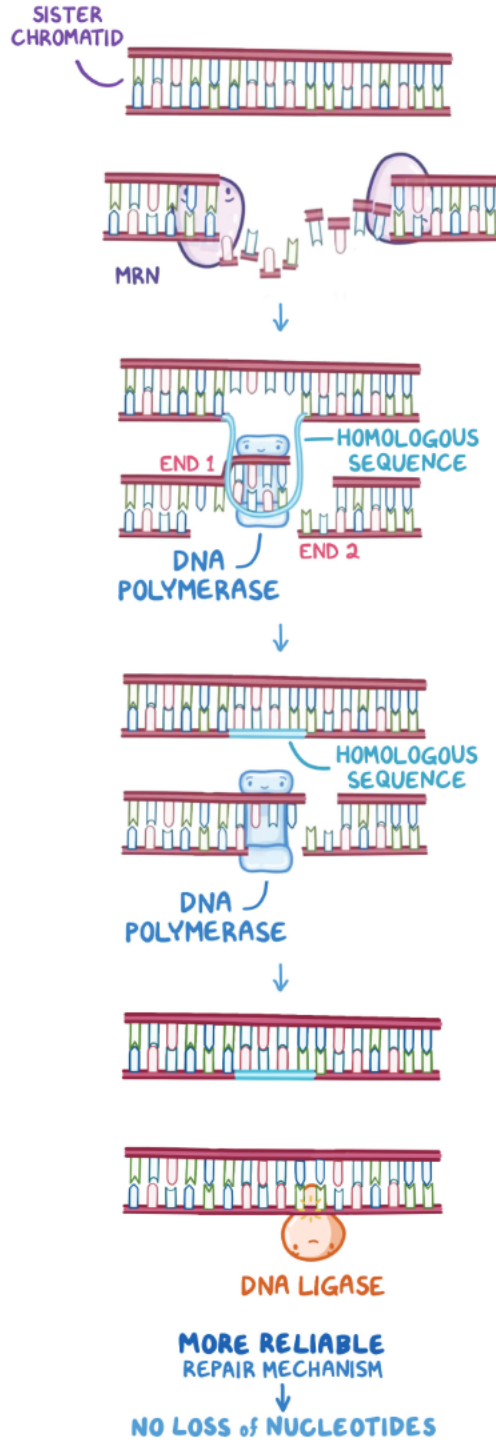 SISTER
CHROMATID
MRN
HOMOLOGOUS
SEQUENCE
END 1
END 2
DNA
POLYMERASE
HOMOLOGOUS
SEQUENCE
DNA
POLYMERASE
DNA LIGASE
MORE RELIABLE
REPAIR MECHANISM
NO LOSS of NUCLEOTIDES